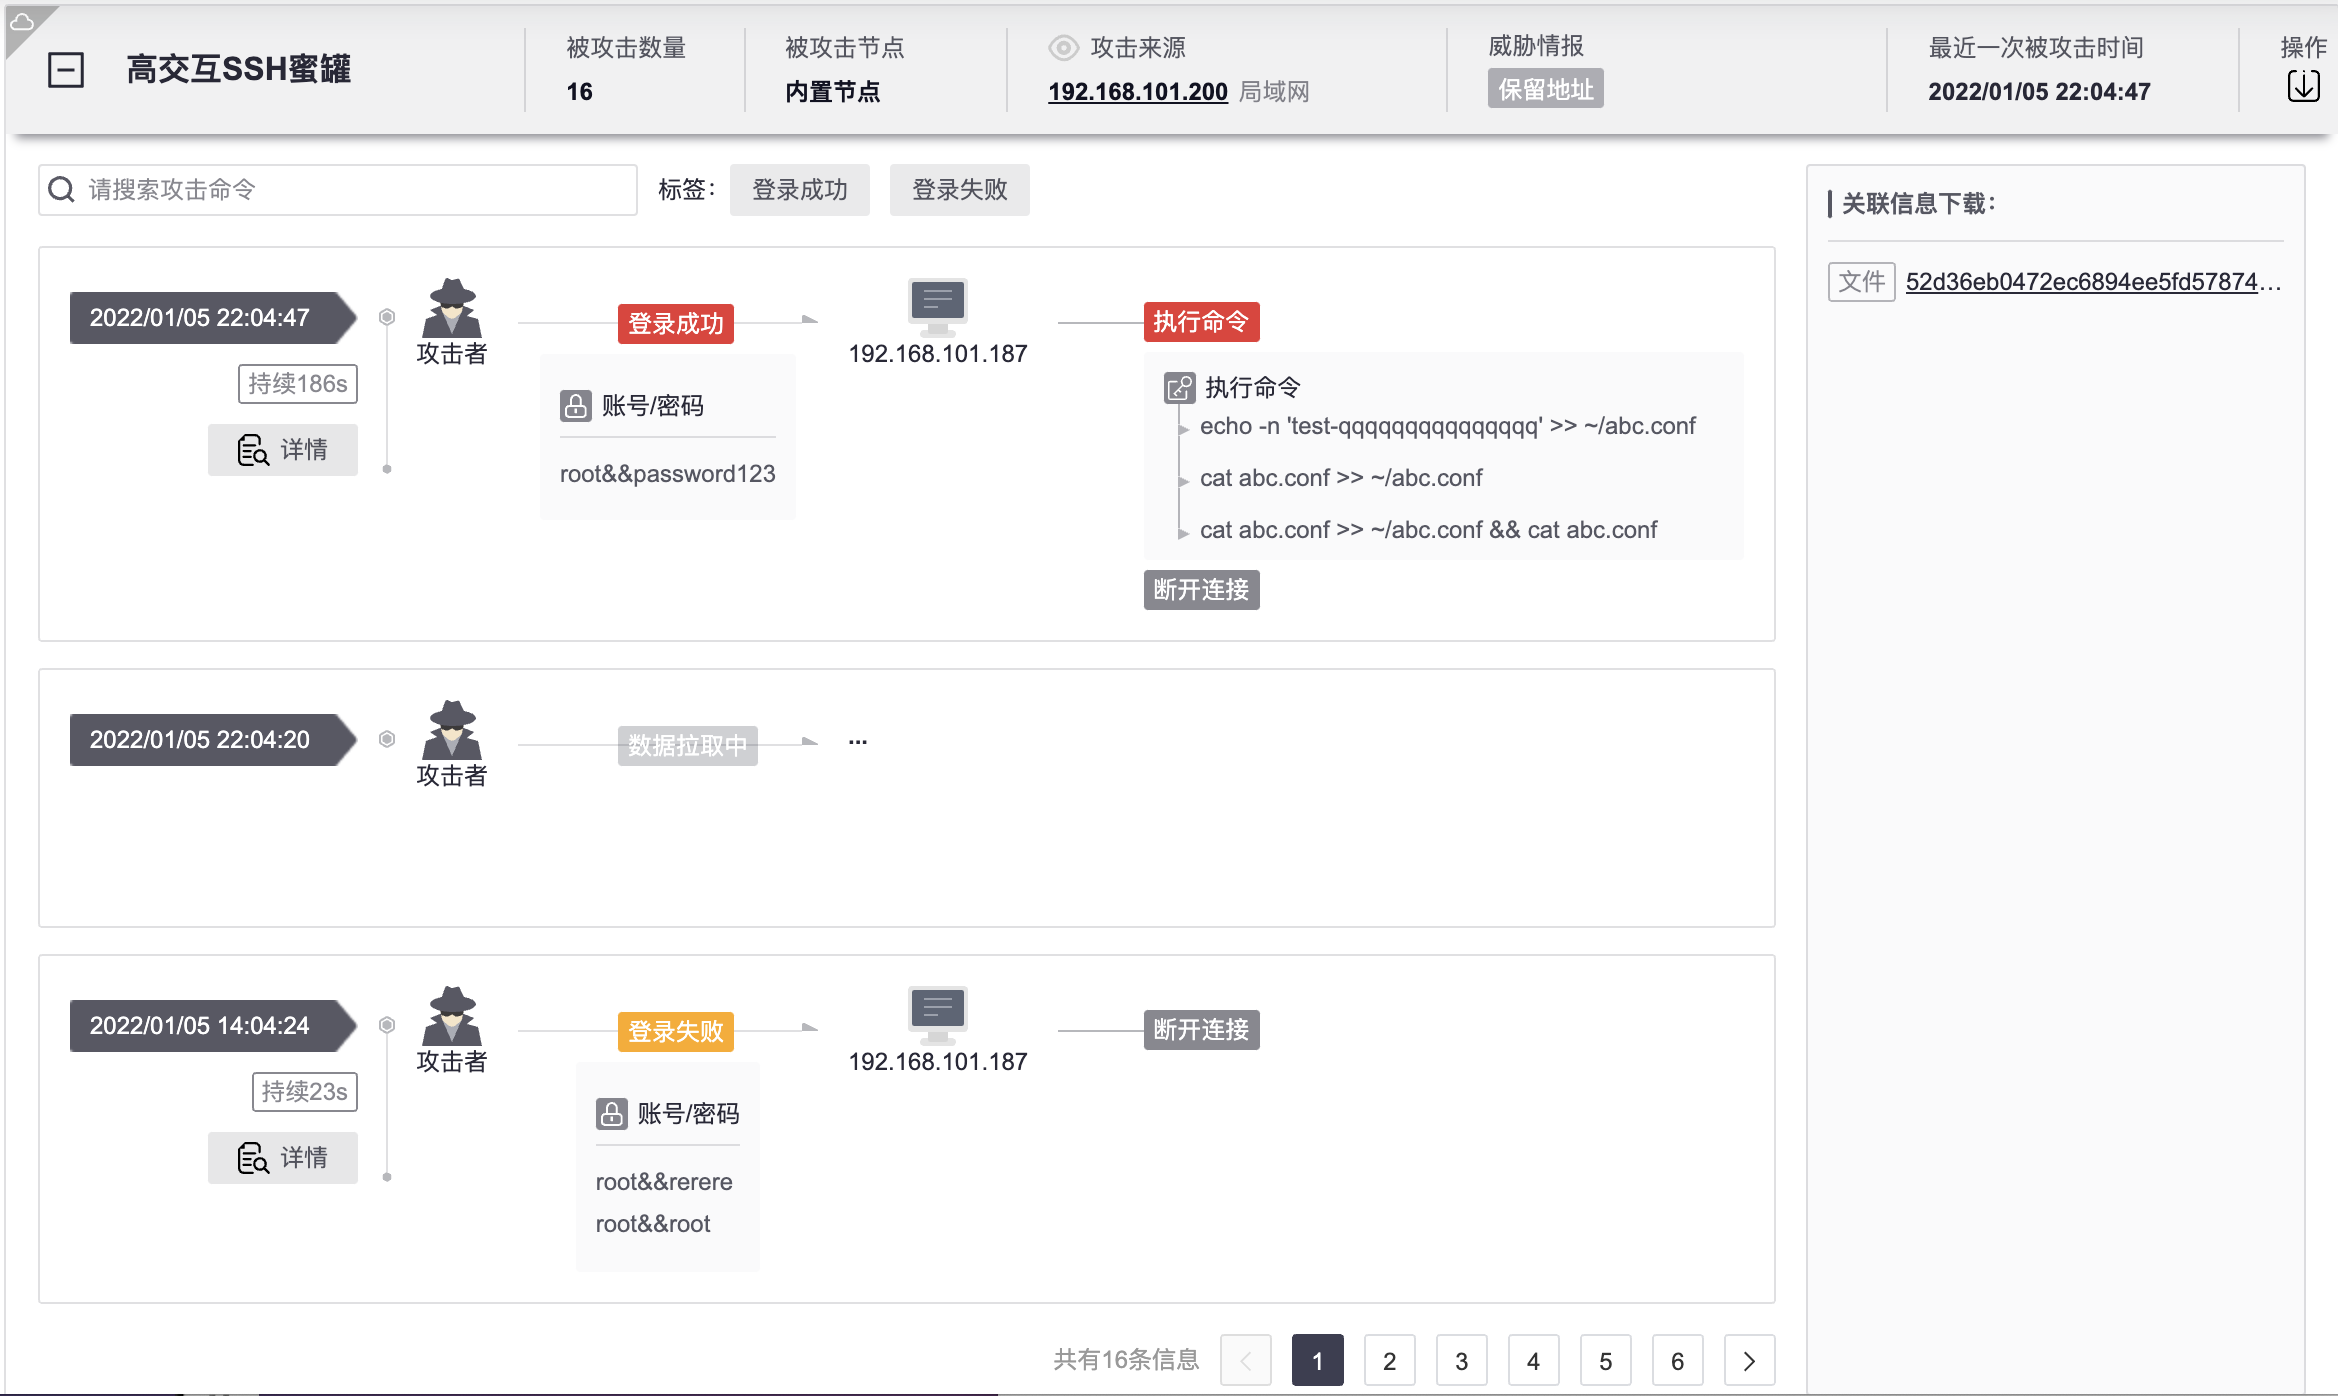 高交互SSH蜜罐
被攻击数量
16
被攻击节点
内置节点
攻击来源
192.168.101.200 局域网
威胁情报
保留地址
最近一次被攻击时间
2022/01/05 22:04:47
操作
请搜索攻击命令
标签：
登录成功
登录失败
2022/01/05 22:04:47
持续186s
详情
攻击者
登录成功
账号/密码
root&&password123
192.168.101.187
执行命令
执行命令
echo -n 'test-qqqqqqqqqqqqqqq' >> ~/abc.conf
cat abc.conf >> ~/abc.conf
cat abc.conf >> ~/abc.conf && cat abc.conf
断开连接
2022/01/05 22:04:20
攻击者
数据拉取中
...
2022/01/05 14:04:24
持续23s
详情
攻击者
登录失败
账号/密码
root&&rerere
root&&root
192.168.101.187
断开连接
共有16条信息
<
1
2
3
4
5
6
>
关联信息下载：
文件 52d36eb0472ec6894ee5fd57874...